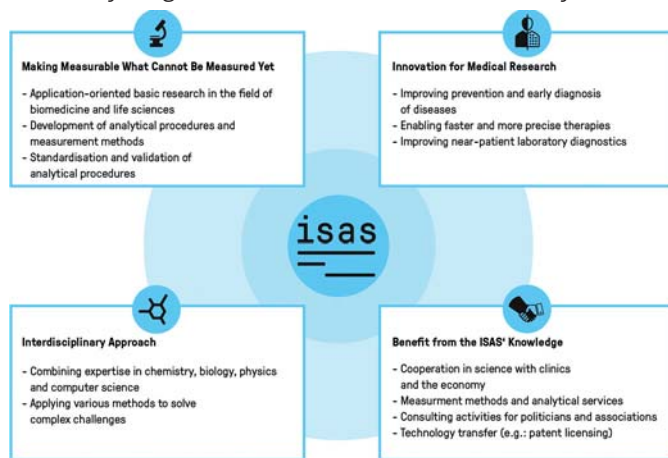 Making Measurable What Cannot Be Measured Yet
- Application-oriented basic research in the field of
biomedicine and life sciences
- Development of analytical procedures and
measurement methods
- Standardisation and validation of
analytical procedures
Innovation for Medical Research
- Improving prevention and early diagnosis
of diseases
- Enabling faster and more precise therapies
- Improving near-patient laboratory diagnostics
isas
Interdisciplinary Approach
- Combining expertise in chemistry, biology, physics
and computer science
- Applying various methods to solve
complex challenges
Benefit from the ISAS' Knowledge
- Cooperation in science with clinics
and the economy
- Measurment methods and analytical services
- Consulting activities for politicians and associations
- Technology transfer (e.g.: patent licensing)